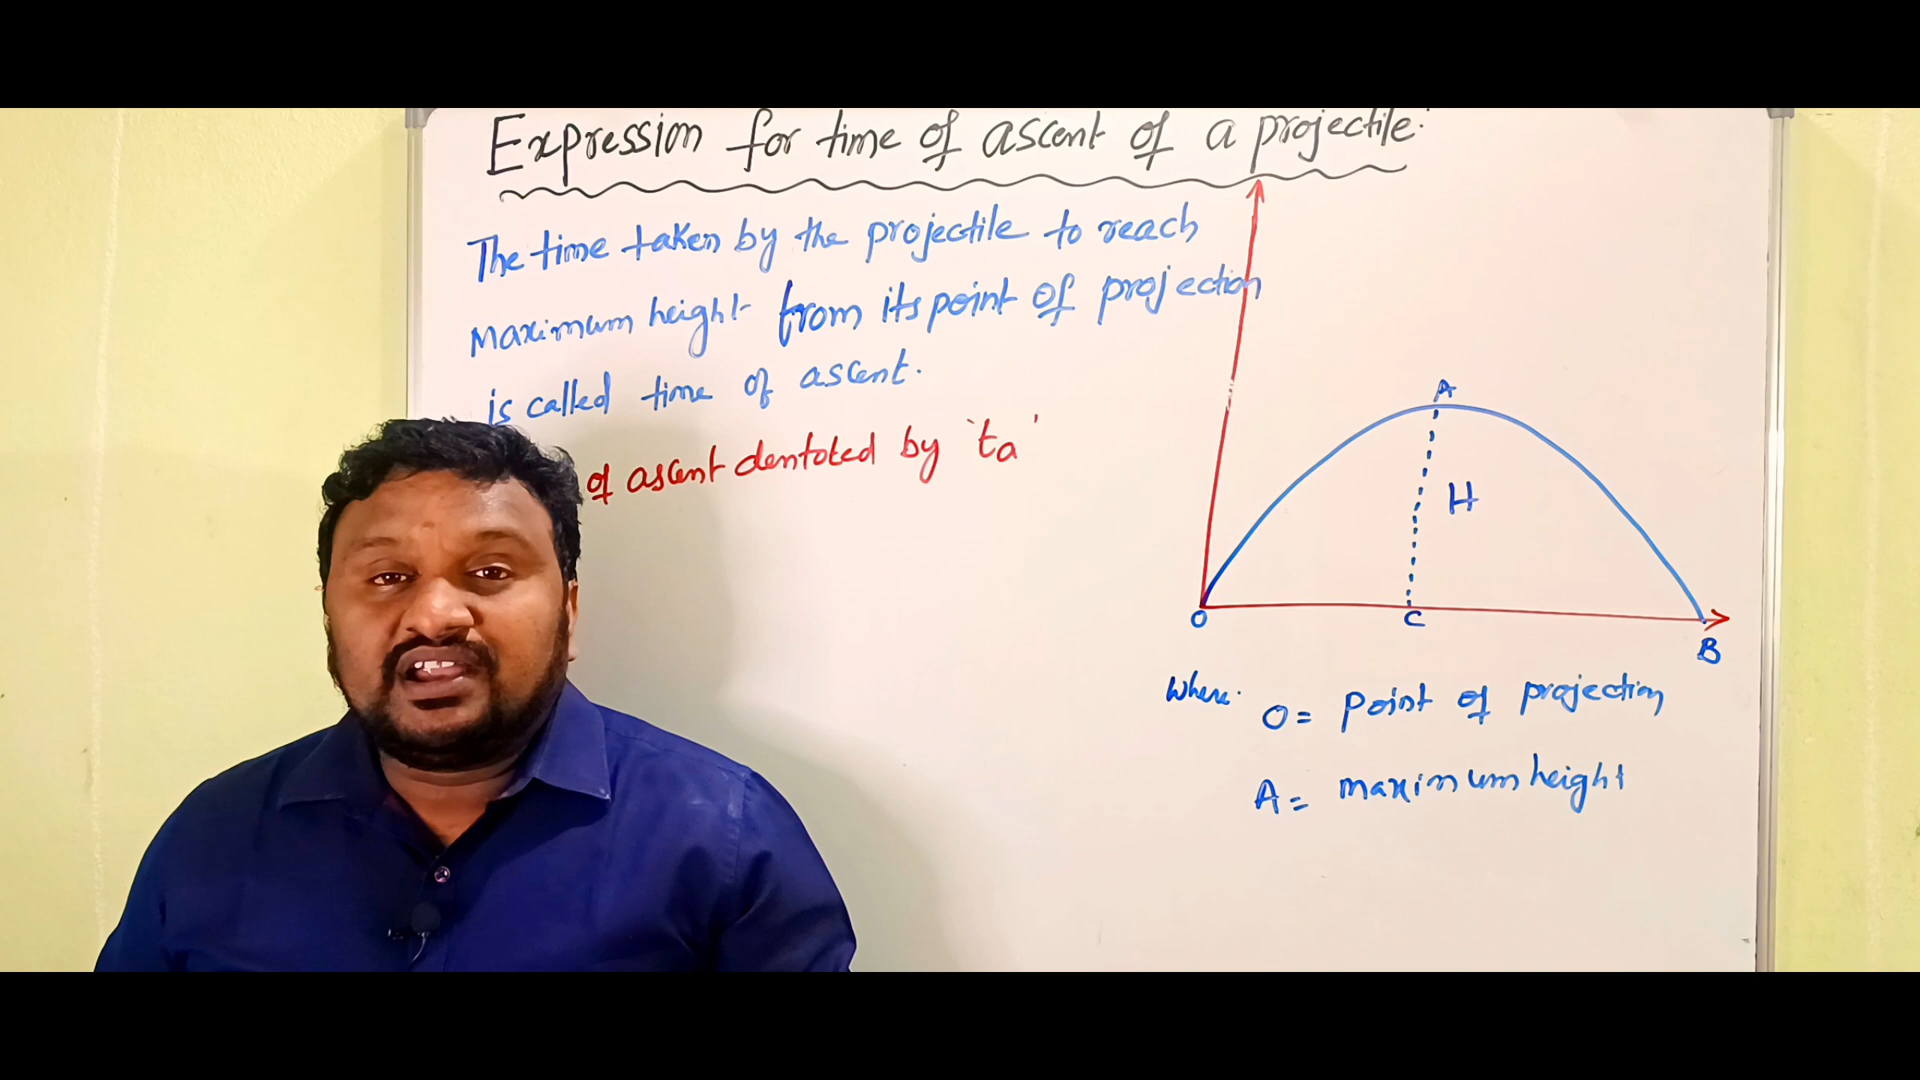 Expression for time of ascent of a projectile:
The time taken by the projectile to reach
maximum height from its point of projection
is called time of ascent.
of ascent dentoted by 'ta'
A
H
O
C
B
Where
O = Point of projection
A = maximum height